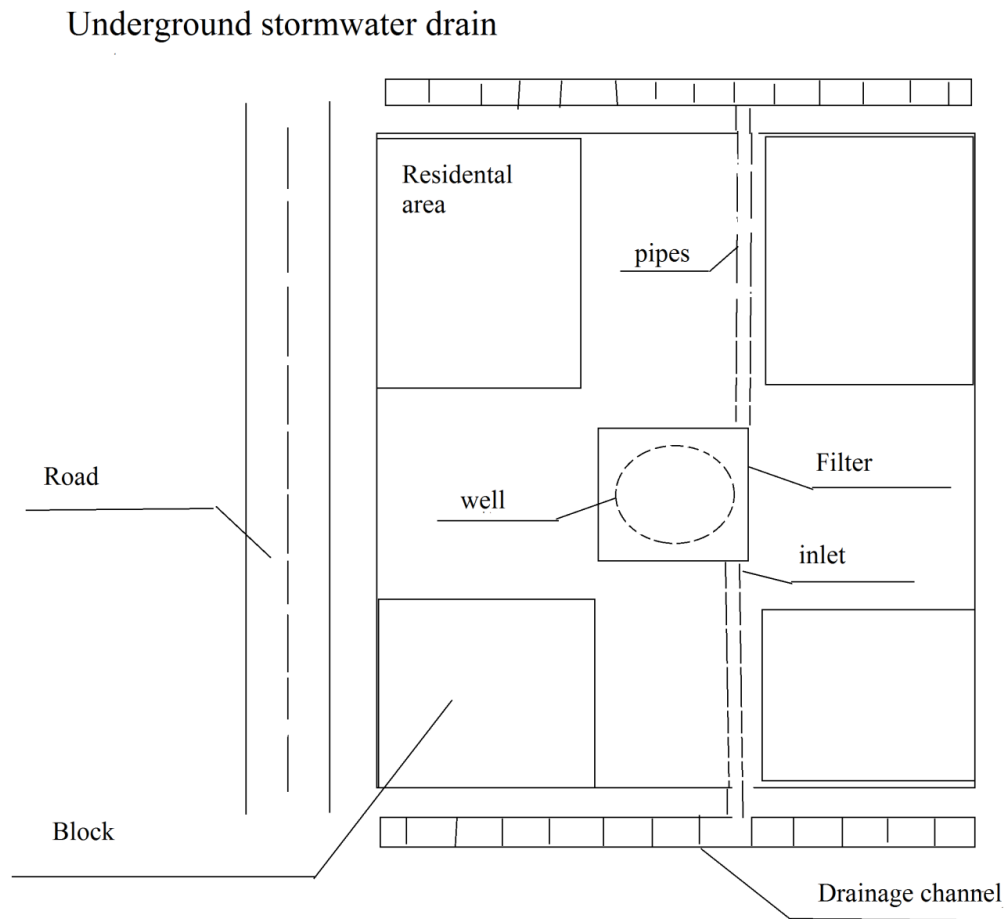 Underground stormwater drain
Residental
area
pipes
Road
well
Filter
inlet
Block
Drainage channel